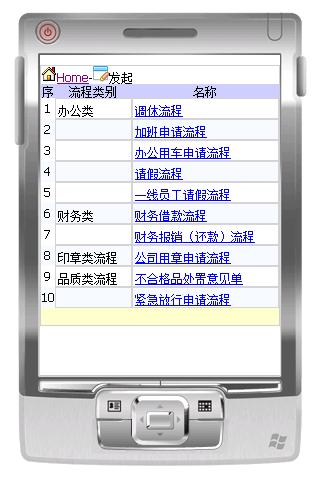 Home-发起
序 流程类别 名称
1 办公类 调休流程
2 加班申请流程
3 办公用车申请流程
4 请假流程
5 一线员工请假流程
6 财务类 财务借款流程
7 财务报销（还款）流程
8 印章类流程 公司用章申请流程
9 品质类流程 不合格品处置意见单
10 紧急放行申请流程